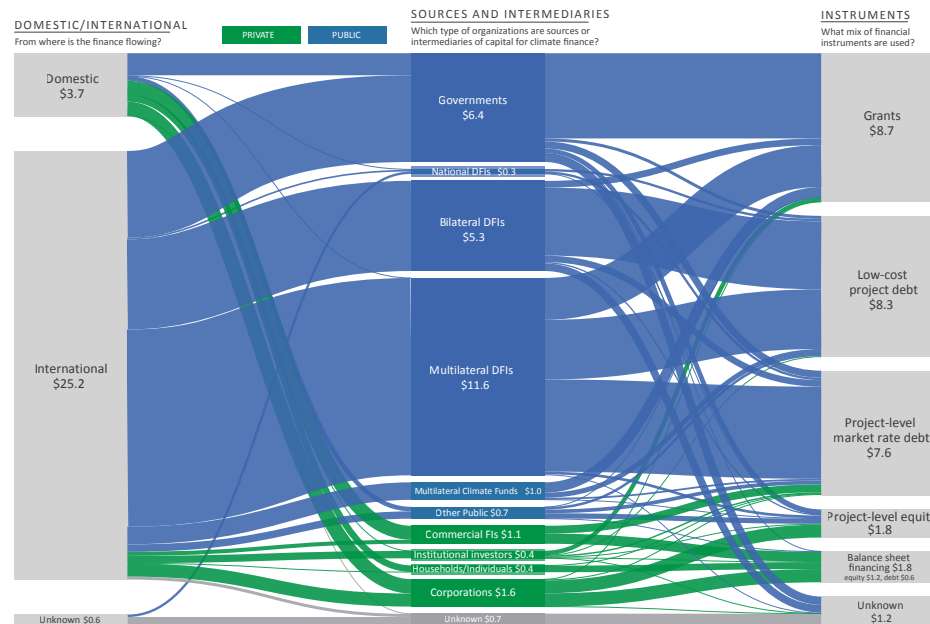 DOMESTIC/INTERNATIONAL
From where is the finance flowing?
PRIVATE
PUBLIC
SOURCES AND INTERMEDIARIES
Which type of organizations are sources or
intermediaries of capital for climate finance?
INSTRUMENTS
What mix of financial
instruments are used?
Domestic
$3.7
International
$25.2
Unknown $0.6
Governments
$6.4
National DFIs $0.3
Bilateral DFIs
$5.3
Multilateral DFIs
$11.6
Multilateral Climate Funds $1.0
Other Public $0.7
Commercial FIs $1.1
Institutional investors $0.4
Households/Individuals $0.4
Corporations $1.6
Unknown $0.7
Grants
$8.7
Low-cost
project debt
$8.3
Project-level
market rate debt
$7.6
Project-level equit
$1.8
Balance sheet
financing $1.8
equity $1.2, debt $0.6
Unknown
$1.2